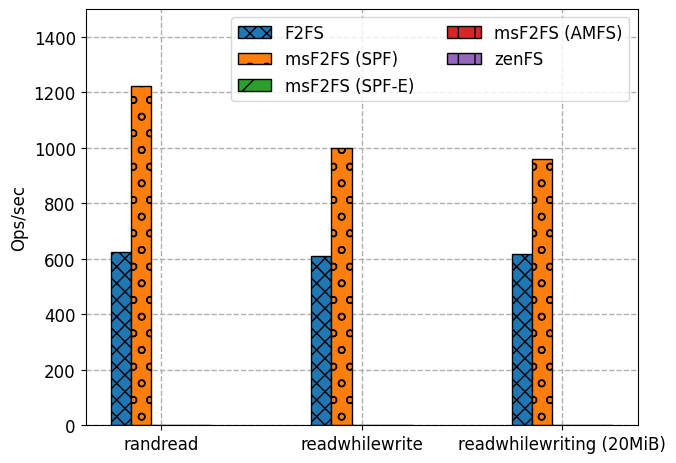 F2FS
msF2FS (SPF)
msF2FS (SPF-E)
msF2FS (AMFS)
zenFS
Ops/sec
1400
1200
1000
800
600
400
200
0
randread
readwhilewrite
readwhilewriting (20MiB)